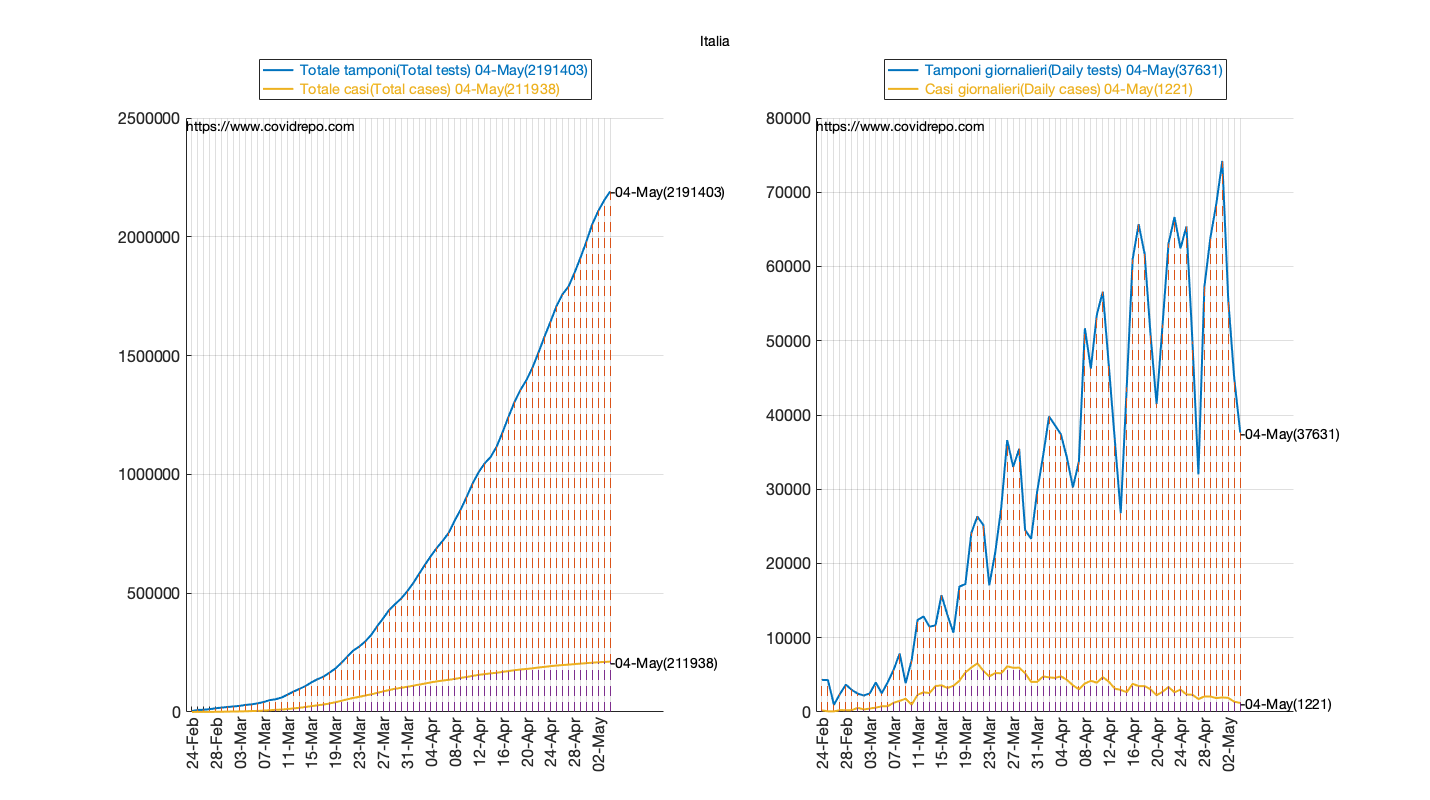 Italia
Totale tamponi(Total tests) 04-May(2191403)
Totale casi(Total cases) 04-May(211938)
https://www.covidrepo.com
2500000
2000000
1500000
1000000
500000
0
04-May(2191403)
04-May(211938)
24-Feb
28-Feb
03-Mar
07-Mar
11-Mar
15-Mar
19-Mar
23-Mar
27-Mar
31-Mar
04-Apr
08-Apr
12-Apr
16-Apr
20-Apr
24-Apr
28-Apr
02-May
Tamponi giornalieri(Daily tests) 04-May(37631)
Casi giornalieri(Daily cases) 04-May(1221)
https://www.covidrepo.com
80000
70000
60000
50000
40000
30000
20000
10000
0
04-May(37631)
04-May(1221)
24-Feb
28-Feb
03-Mar
07-Mar
11-Mar
15-Mar
19-Mar
23-Mar
27-Mar
31-Mar
04-Apr
08-Apr
12-Apr
16-Apr
20-Apr
24-Apr
28-Apr
02-May